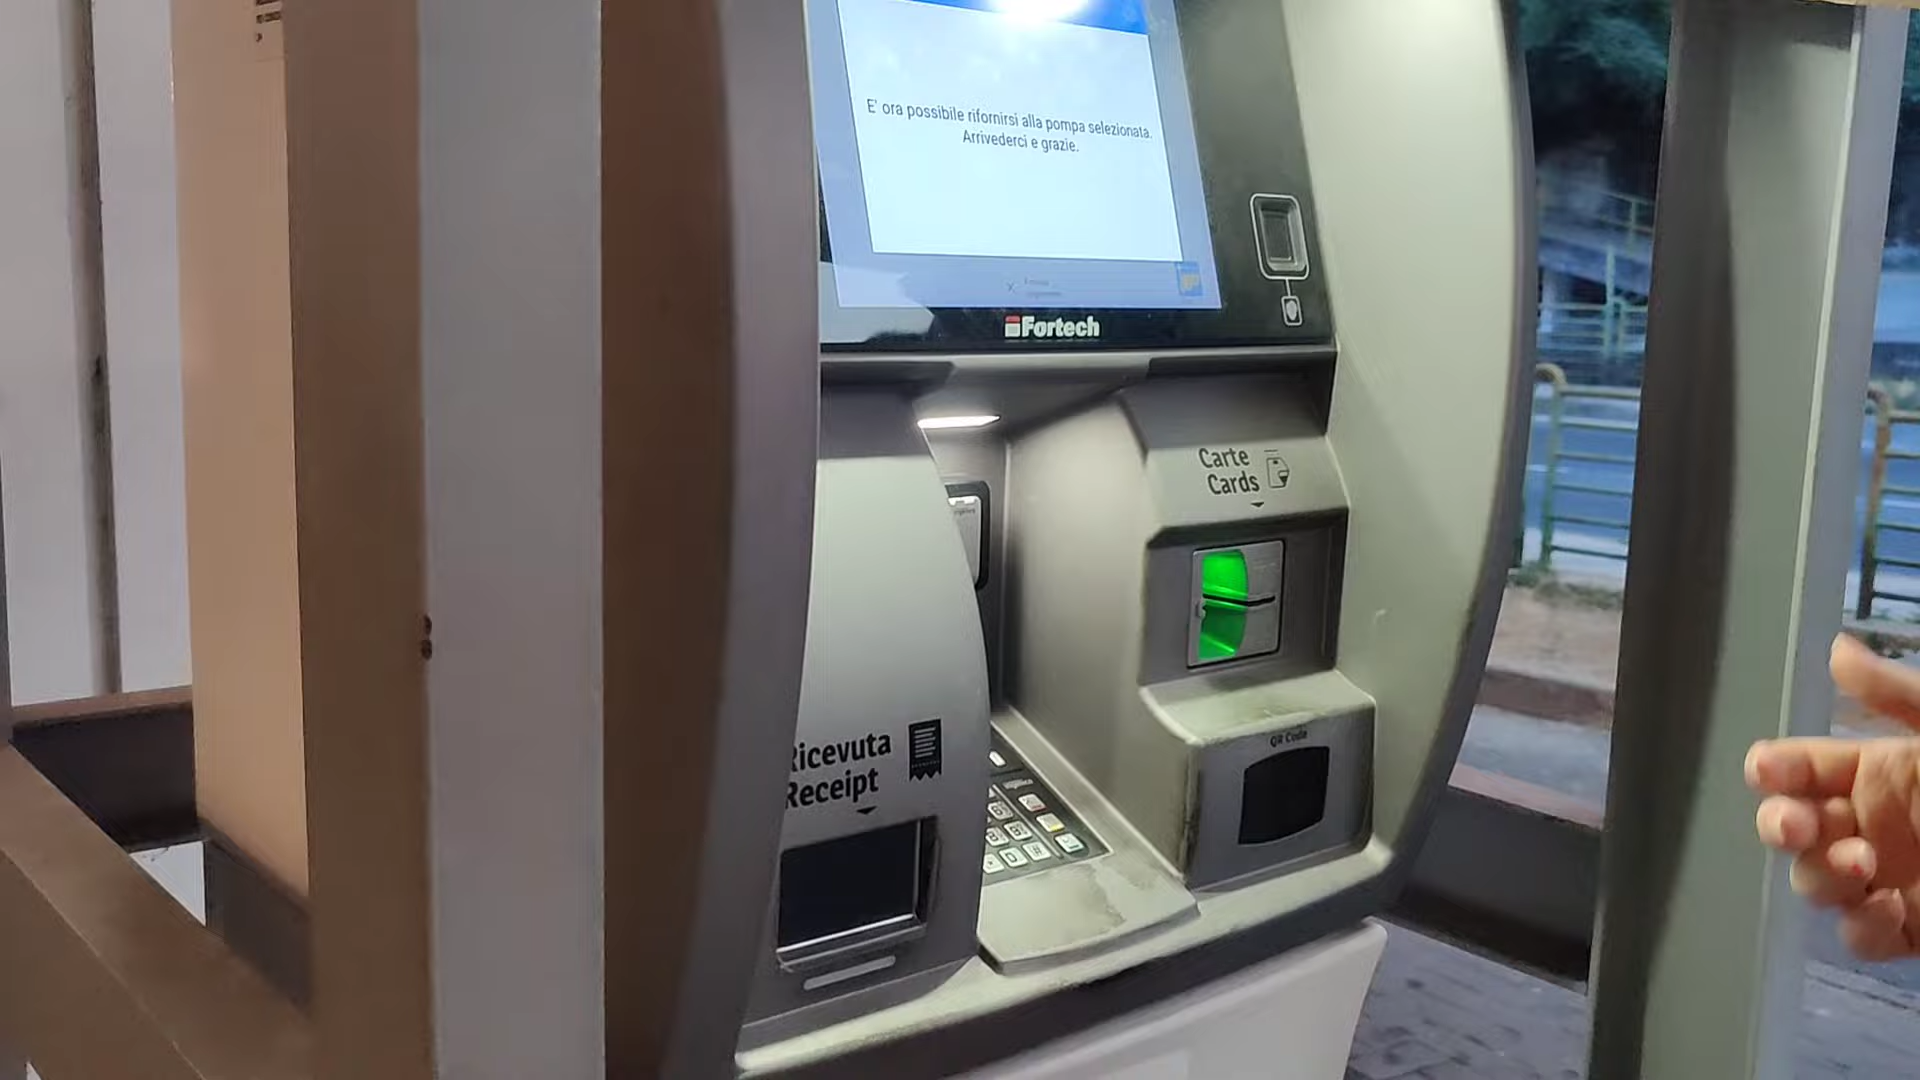 E' ora possibile rifornirsi alla pompa selezionata.
Arrivederci e grazie.
Fortech
Carte
Cards
QR Code
Ricevuta
Receipt